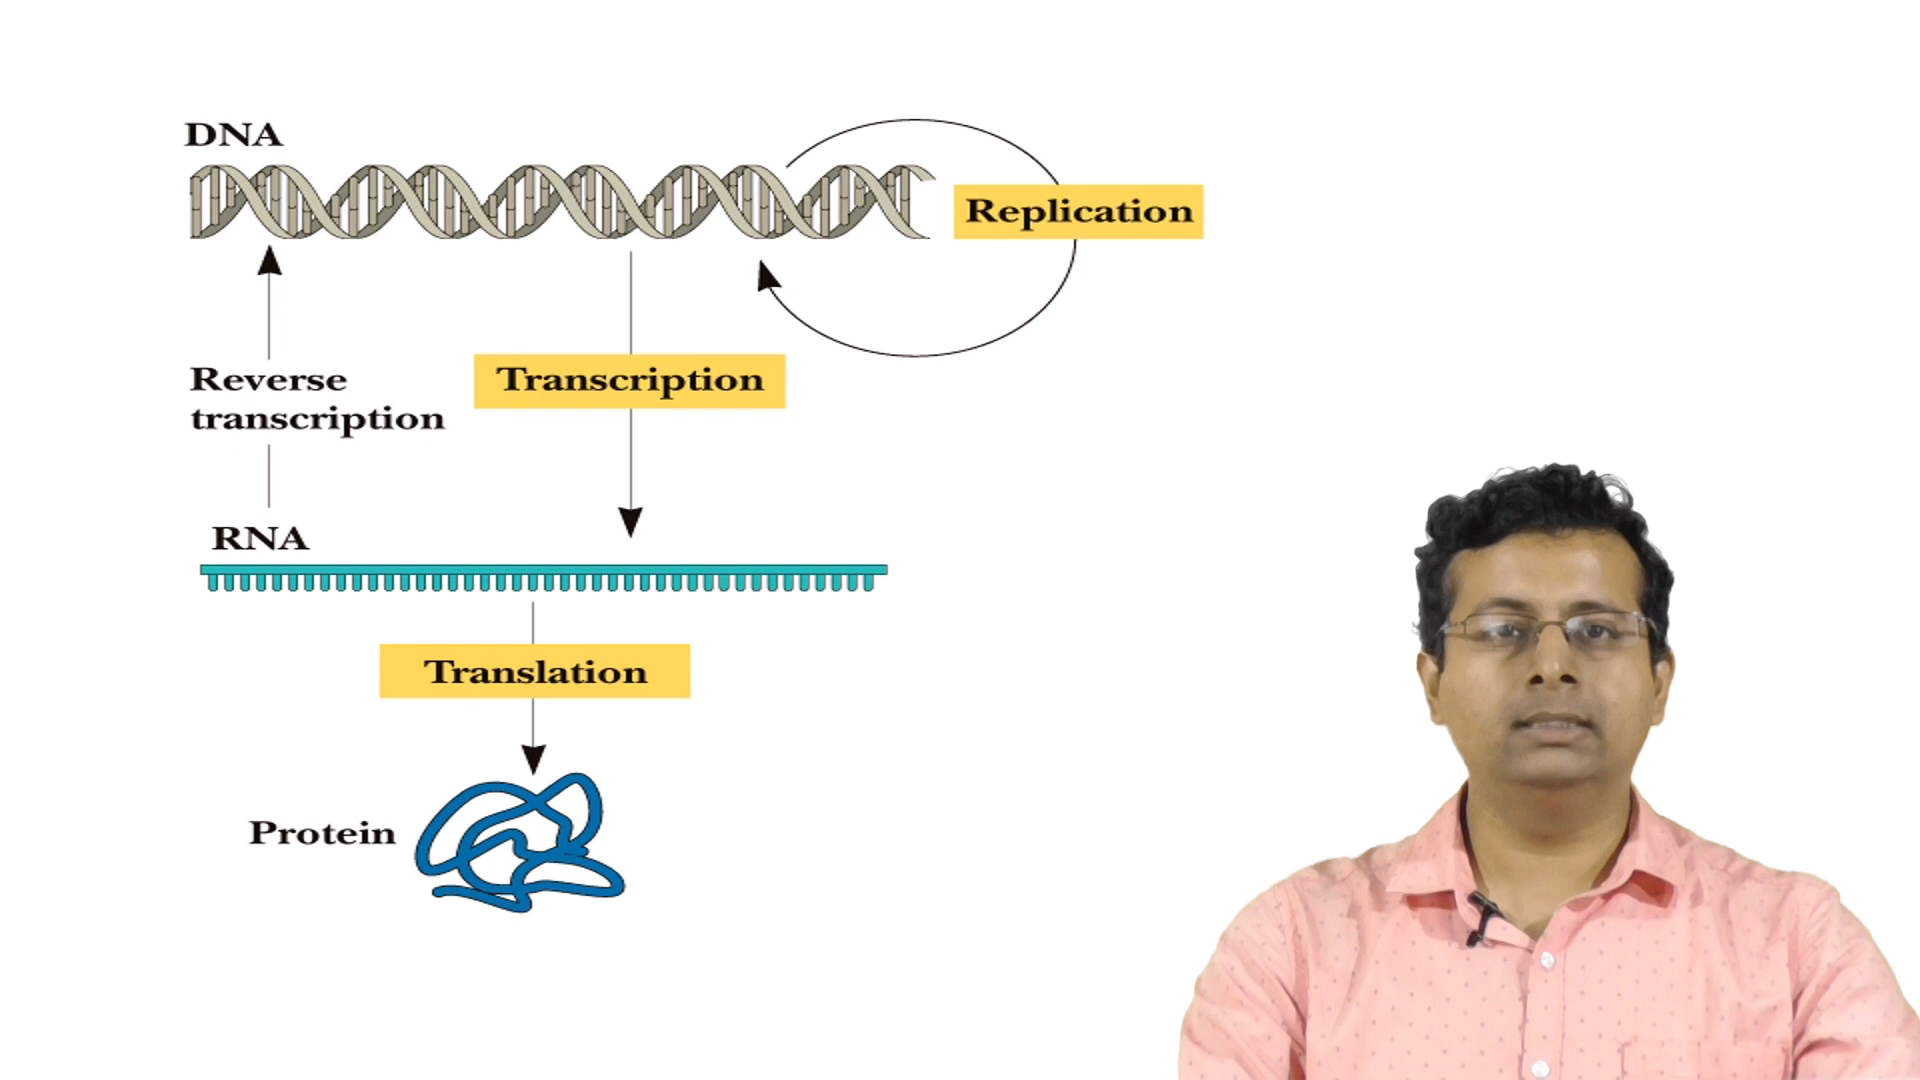 DNA
Replication
Reverse
transcription
Transcription
RNA
Translation
Protein